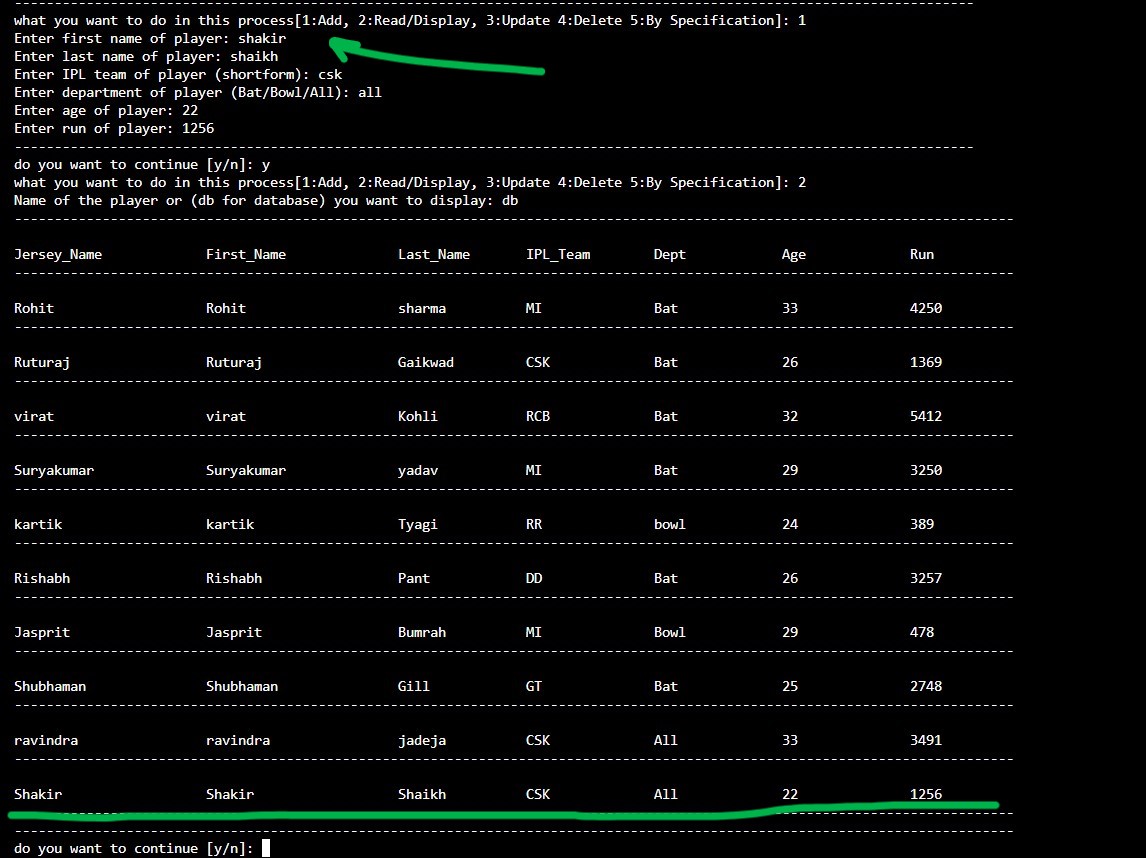 ------------------------------------------------------------------------------------------------------------------------
what you want to do in this process[1:Add, 2:Read/Display, 3:Update 4:Delete 5:By Specification]: 1
Enter first name of player: shakir
Enter last name of player: shaikh
Enter IPL team of player (shortform): csk
Enter department of player (Bat/Bowl/All): all
Enter age of player: 22
Enter run of player: 1256
------------------------------------------------------------------------------------------------------------------------
do you want to continue [y/n]: y
what you want to do in this process[1:Add, 2:Read/Display, 3:Update 4:Delete 5:By Specification]: 2
Name of the player or (db for database) you want to display: db
-----------------------------------------------------------------------------------------------------------------------------
Jersey_Name First_Name Last_Name IPL_Team Dept Age Run
-----------------------------------------------------------------------------------------------------------------------------
Rohit Rohit sharma MI Bat 33 4250
-----------------------------------------------------------------------------------------------------------------------------
Ruturaj Ruturaj Gaikwad CSK Bat 26 1369
-----------------------------------------------------------------------------------------------------------------------------
virat virat Kohli RCB Bat 32 5412
-----------------------------------------------------------------------------------------------------------------------------
Suryakumar Suryakumar yadav MI Bat 29 3250
-----------------------------------------------------------------------------------------------------------------------------
kartik kartik Tyagi RR bowl 24 389
-----------------------------------------------------------------------------------------------------------------------------
Rishabh Rishabh Pant DD Bat 26 3257
-----------------------------------------------------------------------------------------------------------------------------
Jasprit Jasprit Bumrah MI Bowl 29 478
-----------------------------------------------------------------------------------------------------------------------------
Shubhaman Shubhaman Gill GT Bat 25 2748
-----------------------------------------------------------------------------------------------------------------------------
ravindra ravindra jadeja CSK All 33 3491
-----------------------------------------------------------------------------------------------------------------------------
Shakir Shakir Shaikh CSK All 22 1256
-----------------------------------------------------------------------------------------------------------------------------
-----------------------------------------------------------------------------------------------------------------------------
do you want to continue [y/n]: